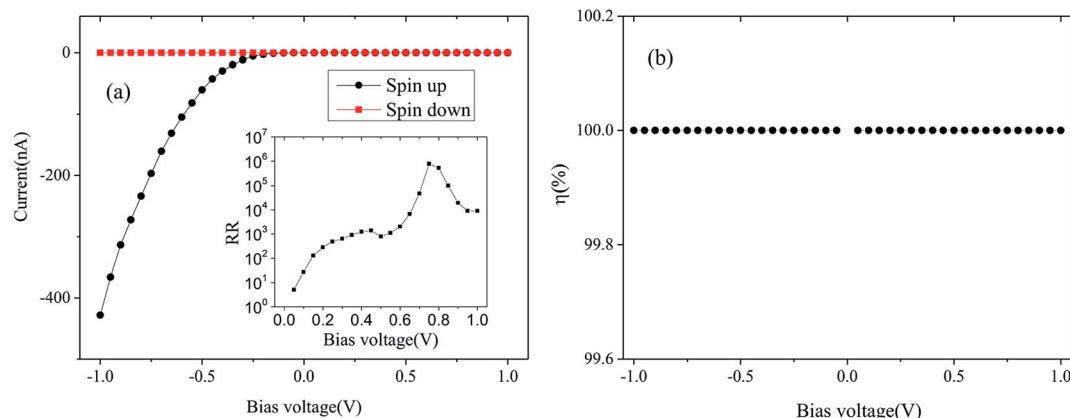 0
-200
-400
Current(nA)
(a)
Spin up
Spin down
10^7
10^6
10^5
10^4
10^3
10^2
10^1
10^0
RR
0.0 0.2 0.4 0.6 0.8 1.0
Bias voltage(V)
-1.0 -0.5 0.0 0.5 1.0
Bias voltage(V)
100.2
100.0
99.8
99.6
η(%)
(b)
-1.0 -0.5 0.0 0.5 1.0
Bias voltage(V)